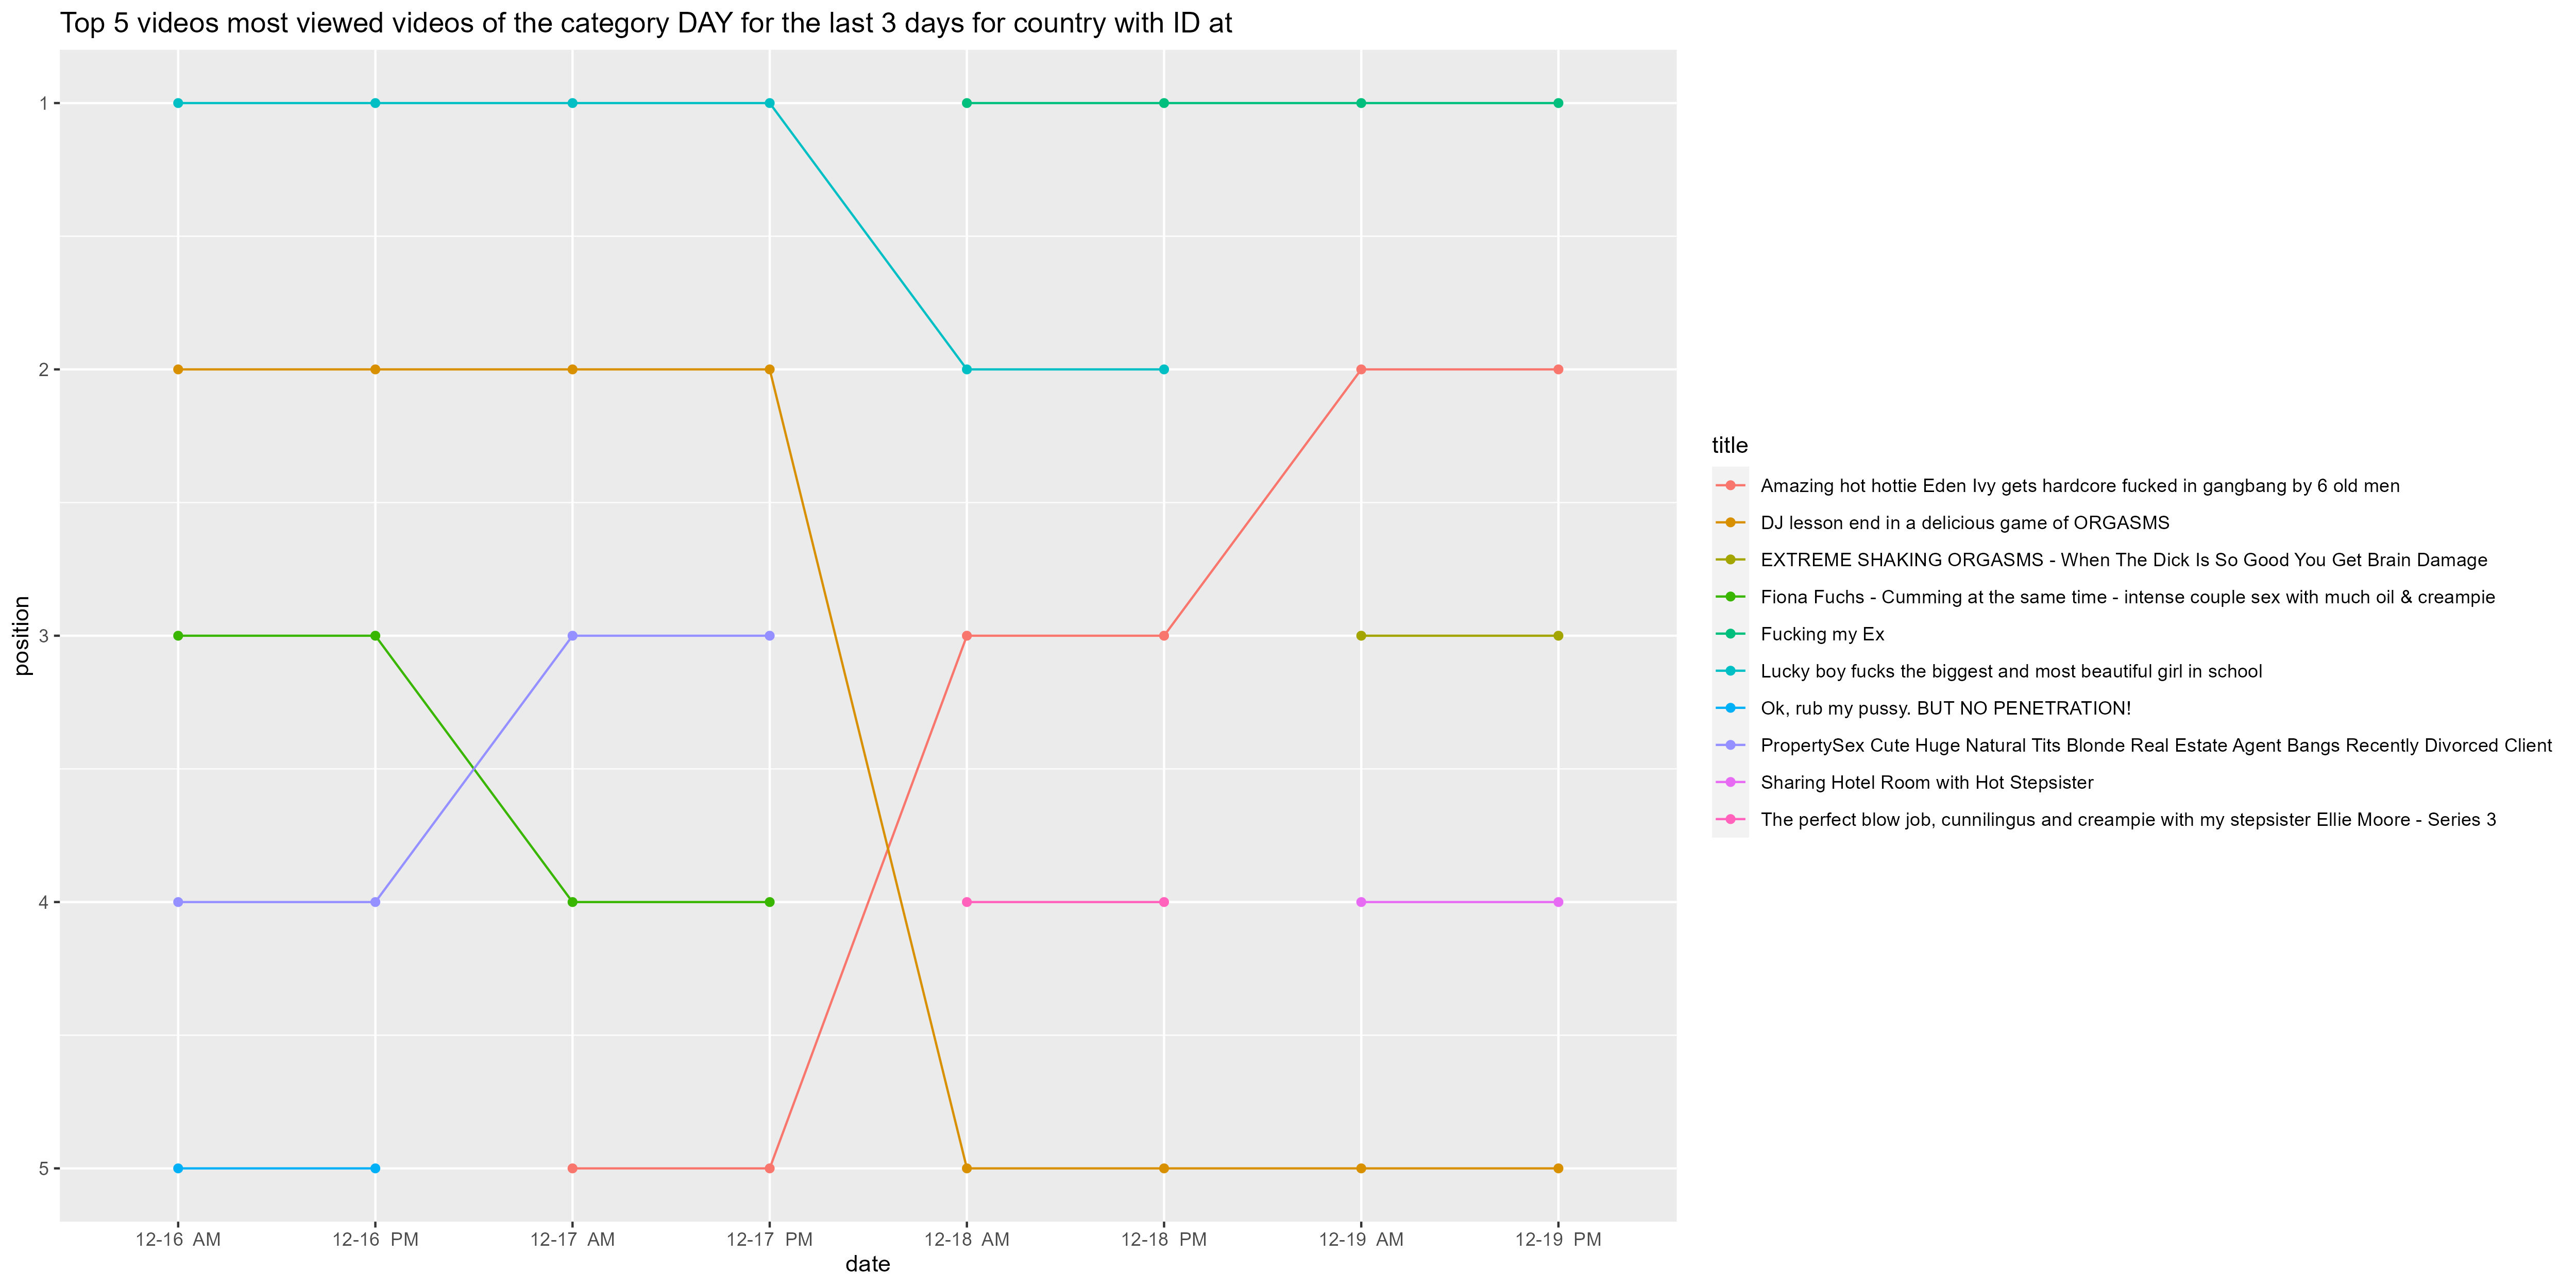 Top 5 videos most viewed videos of the category DAY for the last 3 days for country with ID at
1
2
3
4
5
position
12-16 AM
12-16 PM
12-17 AM
12-17 PM
12-18 AM
12-18 PM
12-19 AM
12-19 PM
date
title
Amazing hot hottie Eden Ivy gets hardcore fucked in gangbang by 6 old men
DJ lesson end in a delicious game of ORGASMS
EXTREME SHAKING ORGASMS - When The Dick Is So Good You Get Brain Damage
Fiona Fuchs - Cumming at the same time - intense couple sex with much oil & creampie
Fucking my Ex
Lucky boy fucks the biggest and most beautiful girl in school
Ok, rub my pussy. BUT NO PENETRATION!
PropertySex Cute Huge Natural Tits Blonde Real Estate Agent Bangs Recently Divorced Client
Sharing Hotel Room with Hot Stepsister
The perfect blow job, cunnilingus and creampie with my stepsister Ellie Moore - Series 3